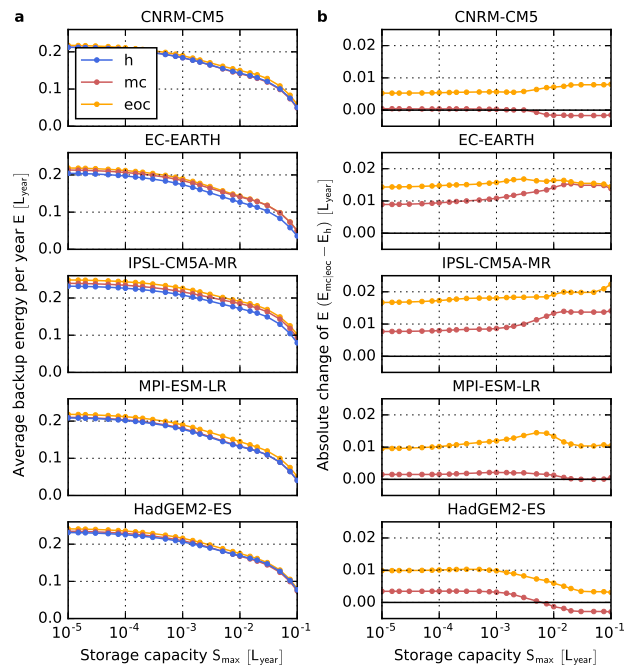 a
CNRM-CM5
0.2
0.1
0.0
h
mc
eoc
EC-EARTH
0.2
0.1
0.0
IPSL-CM5A-MR
0.2
0.1
0.0
MPI-ESM-LR
0.2
0.1
0.0
HadGEM2-ES
0.2
0.1
0.0
10⁻⁵ 10⁻⁴ 10⁻³ 10⁻² 10⁻¹
Storage capacity Sₘₐₓ [L_year]
Average backup energy per year E [L_year]
b
CNRM-CM5
0.02
0.01
0.00
EC-EARTH
0.02
0.01
0.00
IPSL-CM5A-MR
0.02
0.01
0.00
MPI-ESM-LR
0.02
0.01
0.00
HadGEM2-ES
0.02
0.01
0.00
10⁻⁵ 10⁻⁴ 10⁻³ 10⁻² 10⁻¹
Storage capacity Sₘₐₓ [L_year]
Absolute change of E (E_mc,eoc − E_h) [L_year]